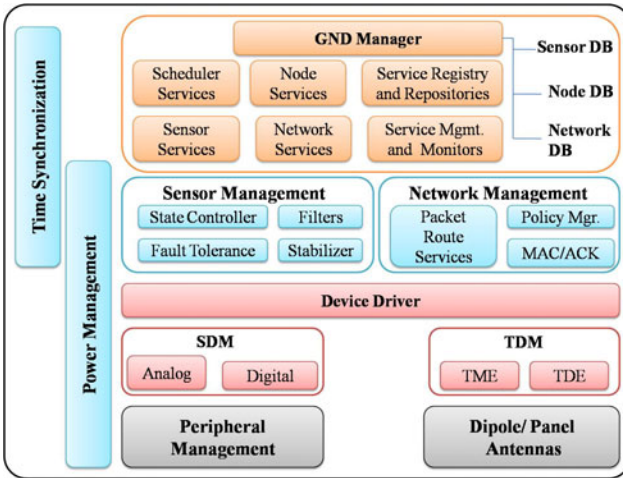 Time Synchronization
Power Management
GND Manager
Sensor DB
Node DB
Network
DB
Scheduler
Services
Node
Services
Service Registry
and Repositories
Sensor
Services
Network
Services
Service Mgmt.
and Monitors
Sensor Management
State Controller
Filters
Fault Tolerance
Stabilizer
Network Management
Packet
Route
Services
Policy Mgr.
MAC/ACK
Device Driver
SDM
Analog
Digital
TDM
TME
TDE
Peripheral
Management
Dipole/ Panel
Antennas